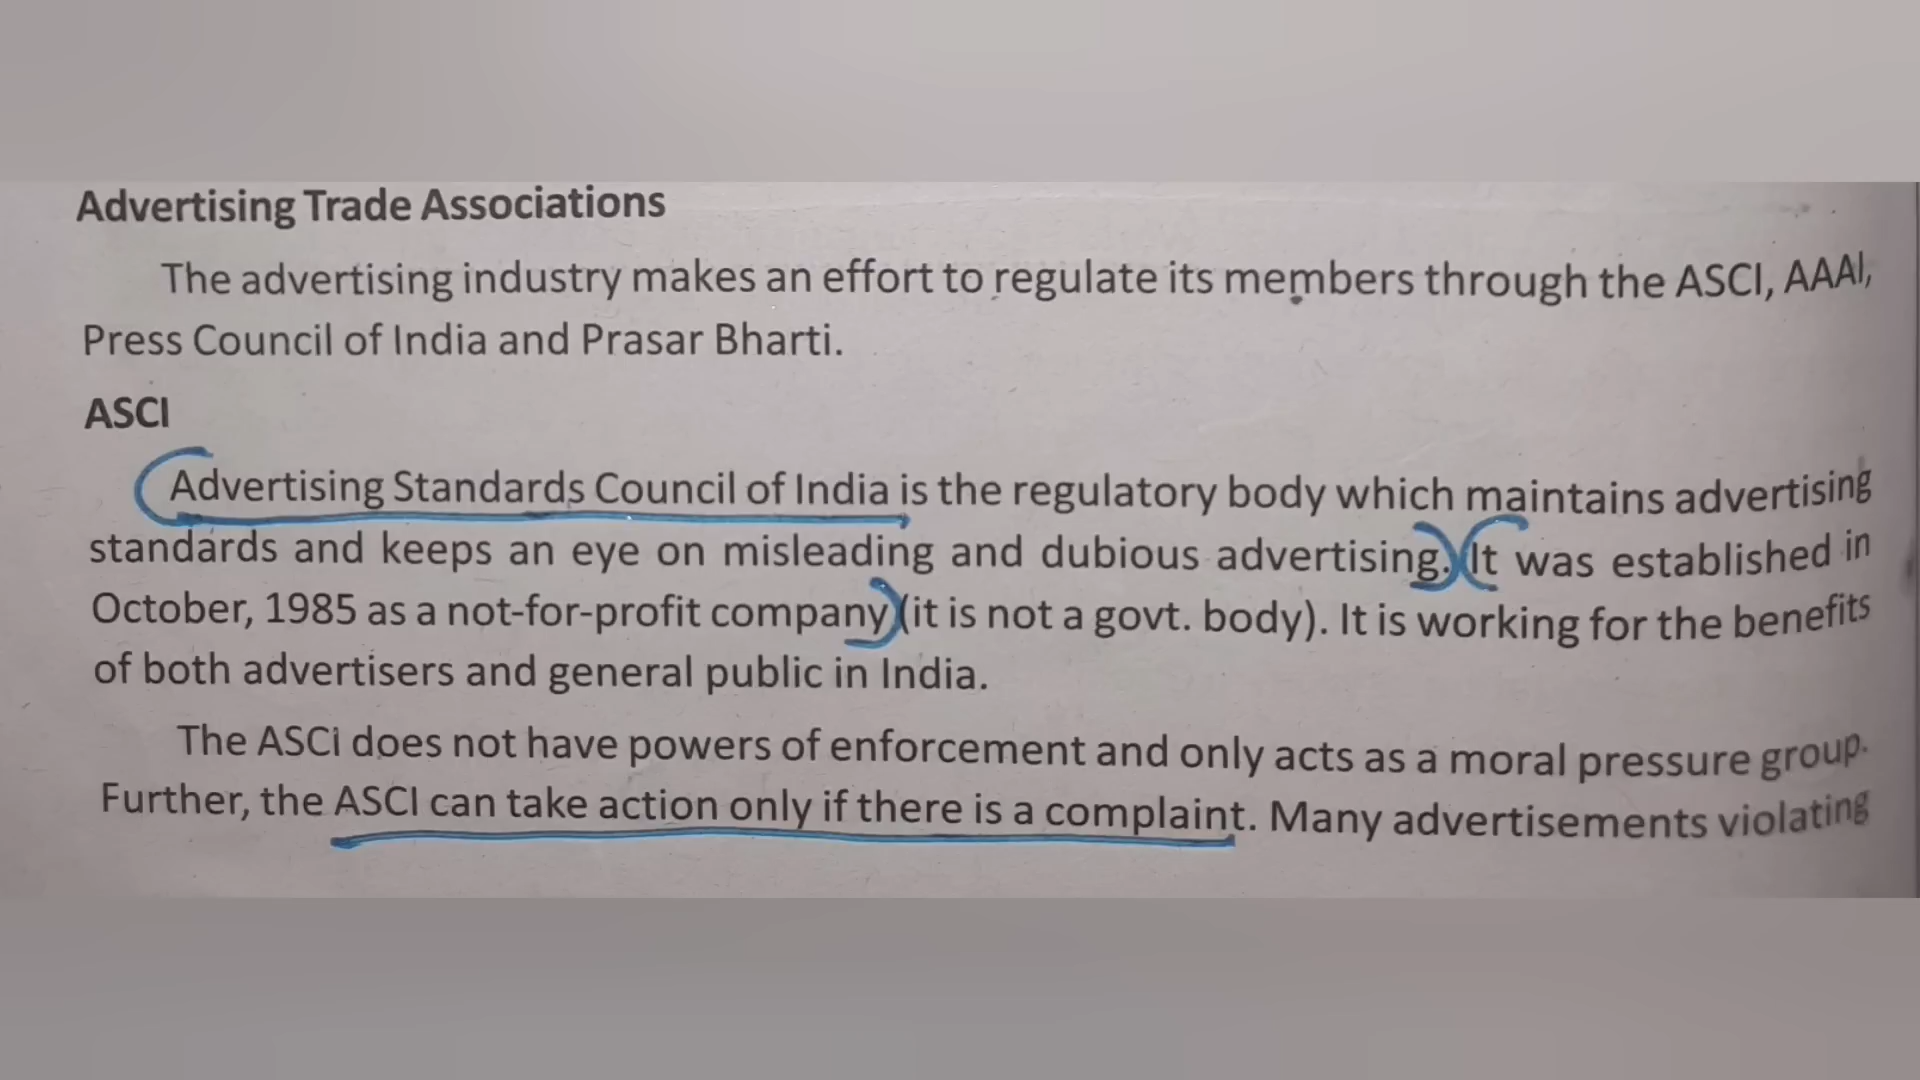 Advertising Trade Associations
The advertising industry makes an effort to regulate its members through the ASCI, AAAI,
Press Council of India and Prasar Bharti.
ASCI
Advertising Standards Council of India is the regulatory body which maintains advertising
standards and keeps an eye on misleading and dubious advertising. It was established in
October, 1985 as a not-for-profit company (it is not a govt. body). It is working for the benefits
of both advertisers and general public in India.
The ASCI does not have powers of enforcement and only acts as a moral pressure group.
Further, the ASCI can take action only if there is a complaint. Many advertisements violating